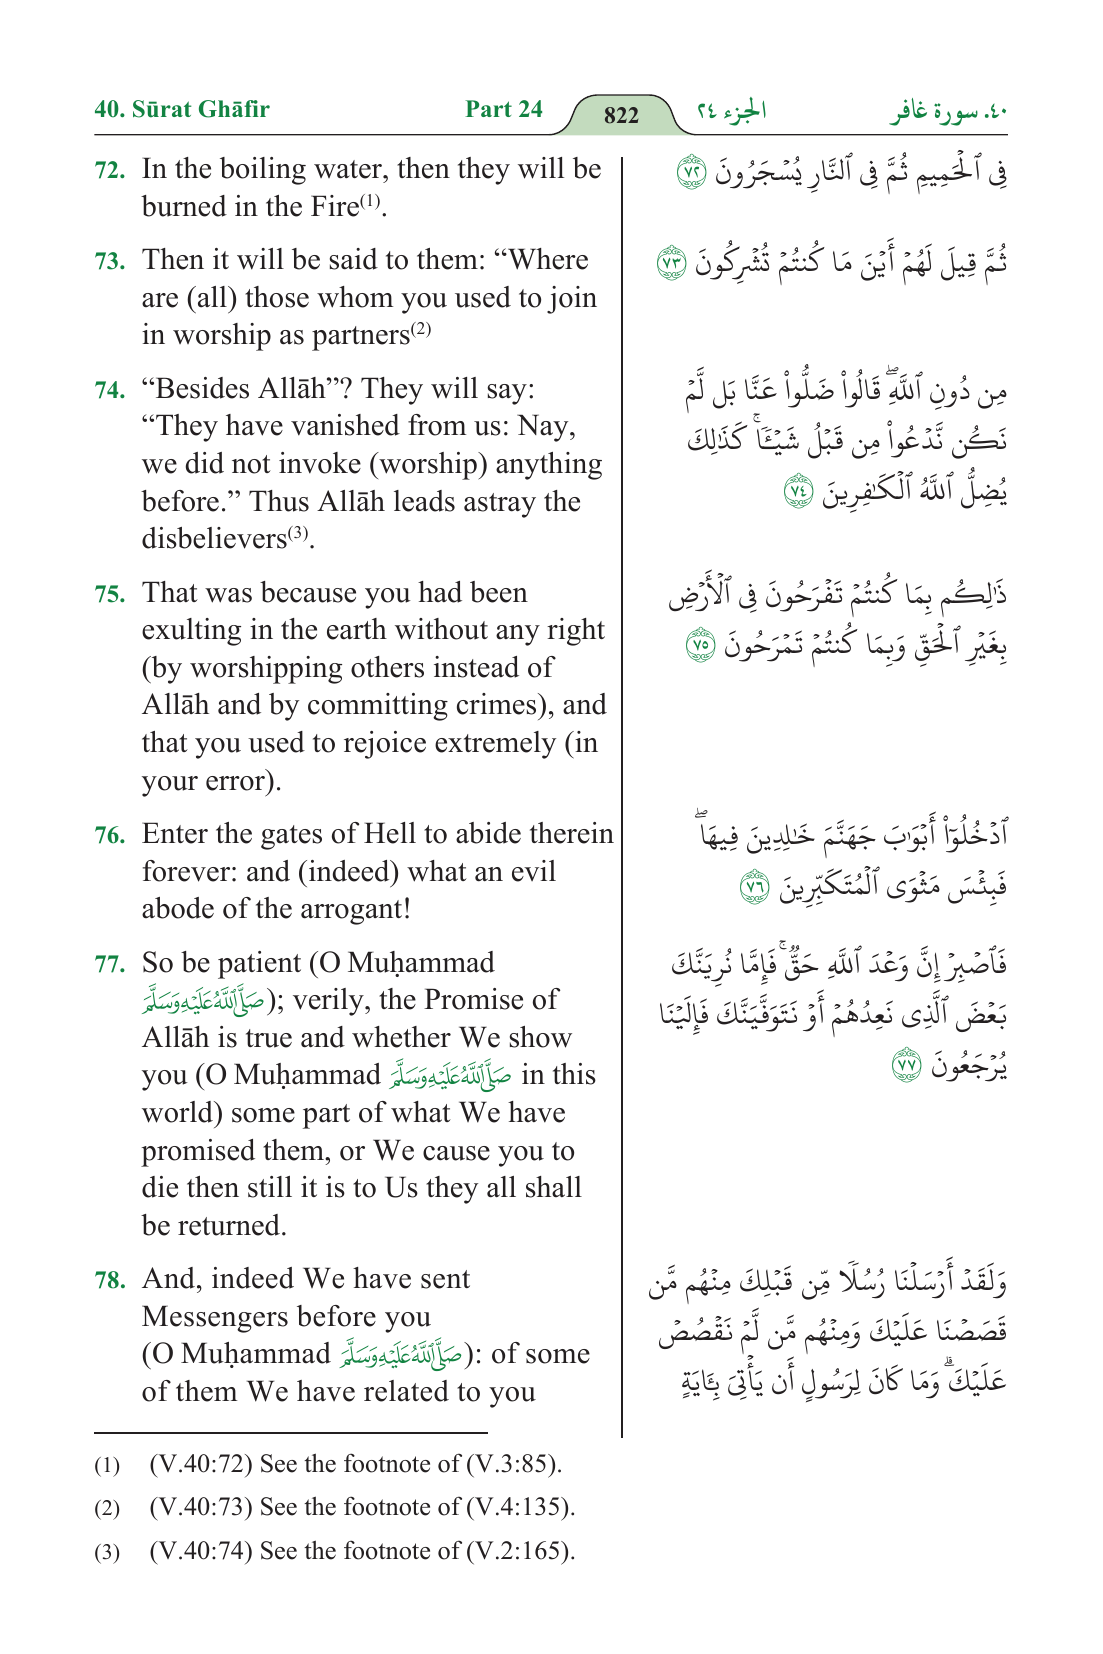 40. Sūrat Ghāfir Part 24 822 الجزء ٢٤ ٤٠. سورة غافر
72. In the boiling water, then they will be
burned in the Fire(1).
73. Then it will be said to them: “Where
are (all) those whom you used to join
in worship as partners(2)
74. “Besides Allāh”? They will say:
“They have vanished from us: Nay,
we did not invoke (worship) anything
before.” Thus Allāh leads astray the
disbelievers(3).
75. That was because you had been
exulting in the earth without any right
(by worshipping others instead of
Allāh and by committing crimes), and
that you used to rejoice extremely (in
your error).
76. Enter the gates of Hell to abide therein
forever: and (indeed) what an evil
abode of the arrogant!
77. So be patient (O Muḥammad
صَلَّى اللَّهُ عَلَيْهِ وَسَلَّمَ); verily, the Promise of
Allāh is true and whether We show
you (O Muḥammad صَلَّى اللَّهُ عَلَيْهِ وَسَلَّمَ in this
world) some part of what We have
promised them, or We cause you to
die then still it is to Us they all shall
be returned.
78. And, indeed We have sent
Messengers before you
(O Muḥammad صَلَّى اللَّهُ عَلَيْهِ وَسَلَّمَ): of some
of them We have related to you
فِى ٱلْحَمِيمِ ثُمَّ فِى ٱلنَّارِ يُسْجَرُونَ ٧٢
ثُمَّ قِيلَ لَهُمْ أَيْنَ مَا كُنتُمْ تُشْرِكُونَ ٧٣
مِن دُونِ ٱللَّهِۖ قَالُوا۟ ضَلُّوا۟ عَنَّا بَل لَّمْ
نَكُن نَّدْعُوا۟ مِن قَبْلُ شَيْـًٔاۚ كَذَٰلِكَ
يُضِلُّ ٱللَّهُ ٱلْكَـٰفِرِينَ ٧٤
ذَٰلِكُم بِمَا كُنتُمْ تَفْرَحُونَ فِى ٱلْأَرْضِ
بِغَيْرِ ٱلْحَقِّ وَبِمَا كُنتُمْ تَمْرَحُونَ ٧٥
ٱدْخُلُوٓا۟ أَبْوَٰبَ جَهَنَّمَ خَـٰلِدِينَ فِيهَاۖ
فَبِئْسَ مَثْوَى ٱلْمُتَكَبِّرِينَ ٧٦
فَٱصْبِرْ إِنَّ وَعْدَ ٱللَّهِ حَقٌّۚ فَإِمَّا نُرِيَنَّكَ
بَعْضَ ٱلَّذِى نَعِدُهُمْ أَوْ نَتَوَفَّيَنَّكَ فَإِلَيْنَا
يُرْجَعُونَ ٧٧
وَلَقَدْ أَرْسَلْنَا رُسُلًا مِّن قَبْلِكَ مِنْهُم مَّن
قَصَصْنَا عَلَيْكَ وَمِنْهُم مَّن لَّمْ نَقْصُصْ
عَلَيْكَۗ وَمَا كَانَ لِرَسُولٍ أَن يَأْتِىَ بِـَٔايَةٍ
(1) (V.40:72) See the footnote of (V.3:85).
(2) (V.40:73) See the footnote of (V.4:135).
(3) (V.40:74) See the footnote of (V.2:165).